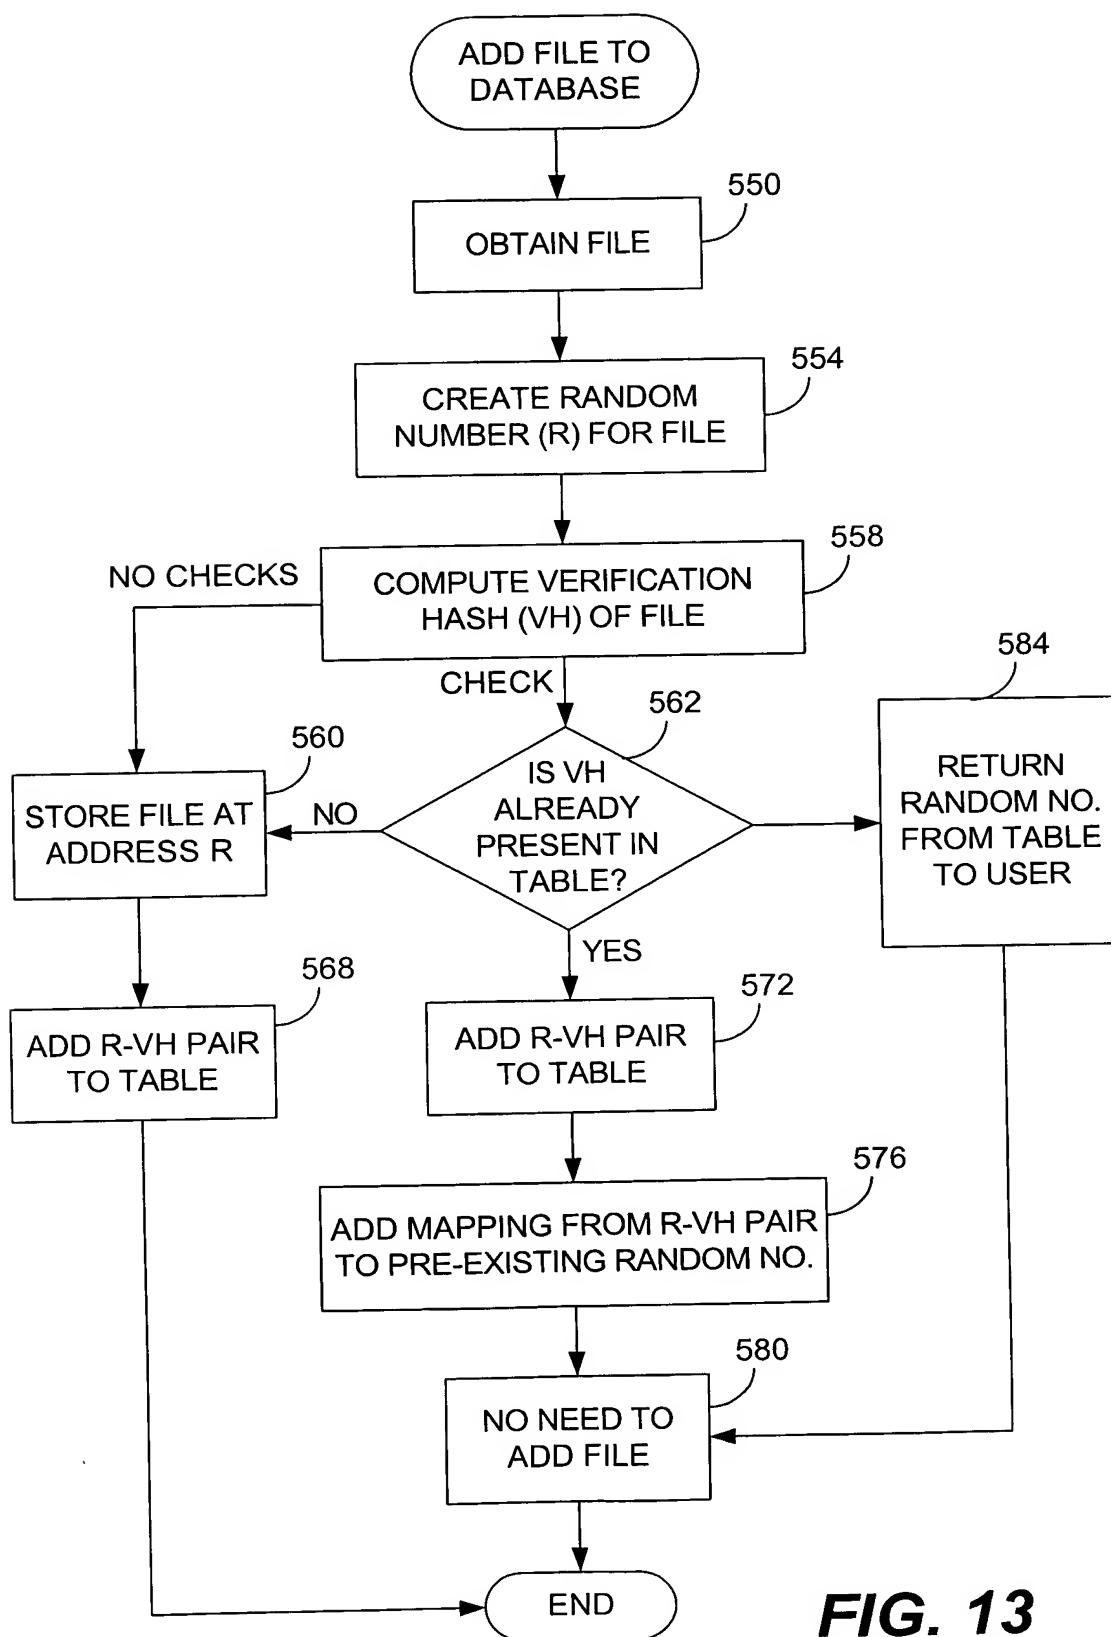 ADD FILE TO
DATABASE
550
OBTAIN FILE
554
CREATE RANDOM
NUMBER (R) FOR FILE
558
NO CHECKS
COMPUTE VERIFICATION
HASH (VH) OF FILE
CHECK
584
562
560
IS VH
ALREADY
PRESENT IN
TABLE?
RETURN
RANDOM NO.
FROM TABLE
TO USER
STORE FILE AT
ADDRESS R
NO
YES
568
572
ADD R-VH PAIR
TO TABLE
ADD R-VH PAIR
TO TABLE
576
ADD MAPPING FROM R-VH PAIR
TO PRE-EXISTING RANDOM NO.
580
NO NEED TO
ADD FILE
END
FIG. 13